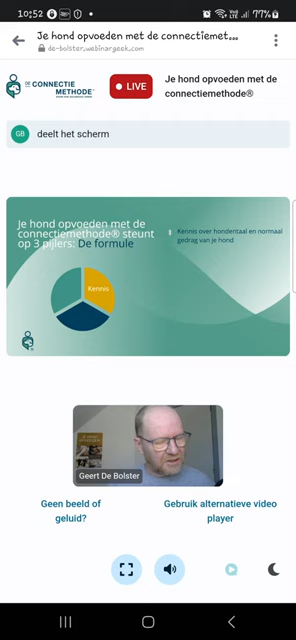 10:52
77%
Je hond opvoeden met de connectiemet...
de-bolster.webinargeek.com
DE CONNECTIE
METHODE
LIVE
Je hond opvoeden met de
connectiemethode®
GB
deelt het scherm
Je hond opvoeden met de
connectiemethode® steunt
op 3 pijlers: De formule
Kennis over hondentaal en normaal
gedrag van je hond
Kennis
Geert De Bolster
Geen beeld of
geluid?
Gebruik alternatieve video
player